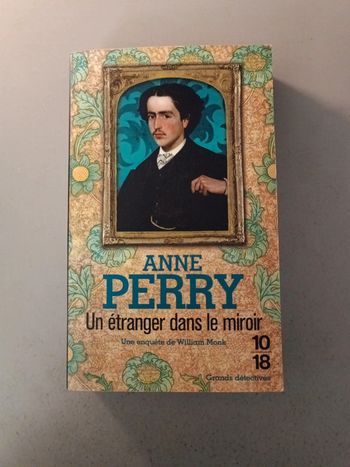 ANNE
PERRY
Un étranger dans le miroir
Une enquête de William Monk
10
18
Grands détectives